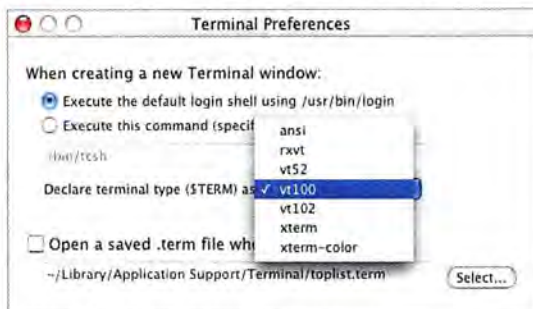 Terminal Preferences
When creating a new Terminal window:
Execute the default login shell using /usr/bin/login
Execute this command (specif
/bin/tcsh
Declare terminal type ($TERM) as
ansi
rxvt
vt52
✓ vt100
vt102
xterm
xterm-color
Open a saved .term file whe
~/Library/Application Support/Terminal/toplist.term
Select...